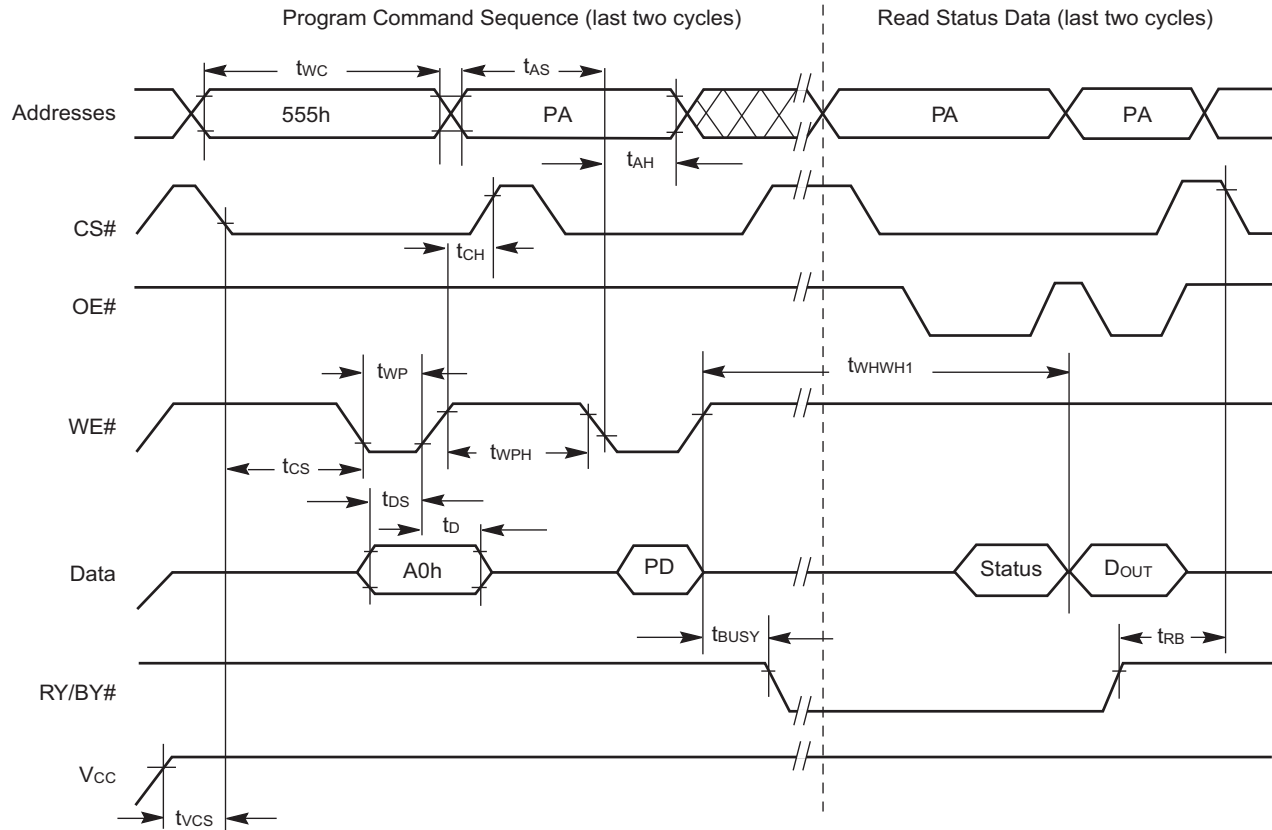 Program Command Sequence (last two cycles) Read Status Data (last two cycles)
tWC tAS
Addresses 555h PA PA PA
tAH
CS#
tCH
OE#
tWP tWHWH1
WE#
tCS tWPH
tDS
tD
Data A0h PD Status DOUT
tBUSY tRB
RY/BY#
VCC
tVCS